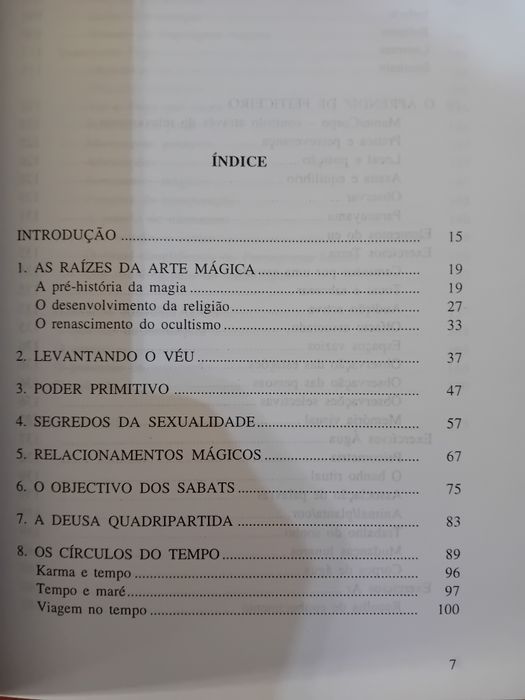 ÍNDICE
INTRODUÇÃO ........ 15
1. AS RAÍZES DA ARTE MÁGICA ........ 19
A pré-história da magia ........ 19
O desenvolvimento da religião ........ 27
O renascimento do ocultismo ........ 33
2. LEVANTANDO O VÉU ........ 37
3. PODER PRIMITIVO ........ 47
4. SEGREDOS DA SEXUALIDADE ........ 57
5. RELACIONAMENTOS MÁGICOS ........ 67
6. O OBJECTIVO DOS SABATS ........ 75
7. A DEUSA QUADRIPARTIDA ........ 83
8. OS CÍRCULOS DO TEMPO ........ 89
Karma e tempo ........ 96
Tempo e maré ........ 97
Viagem no tempo ........ 100
7